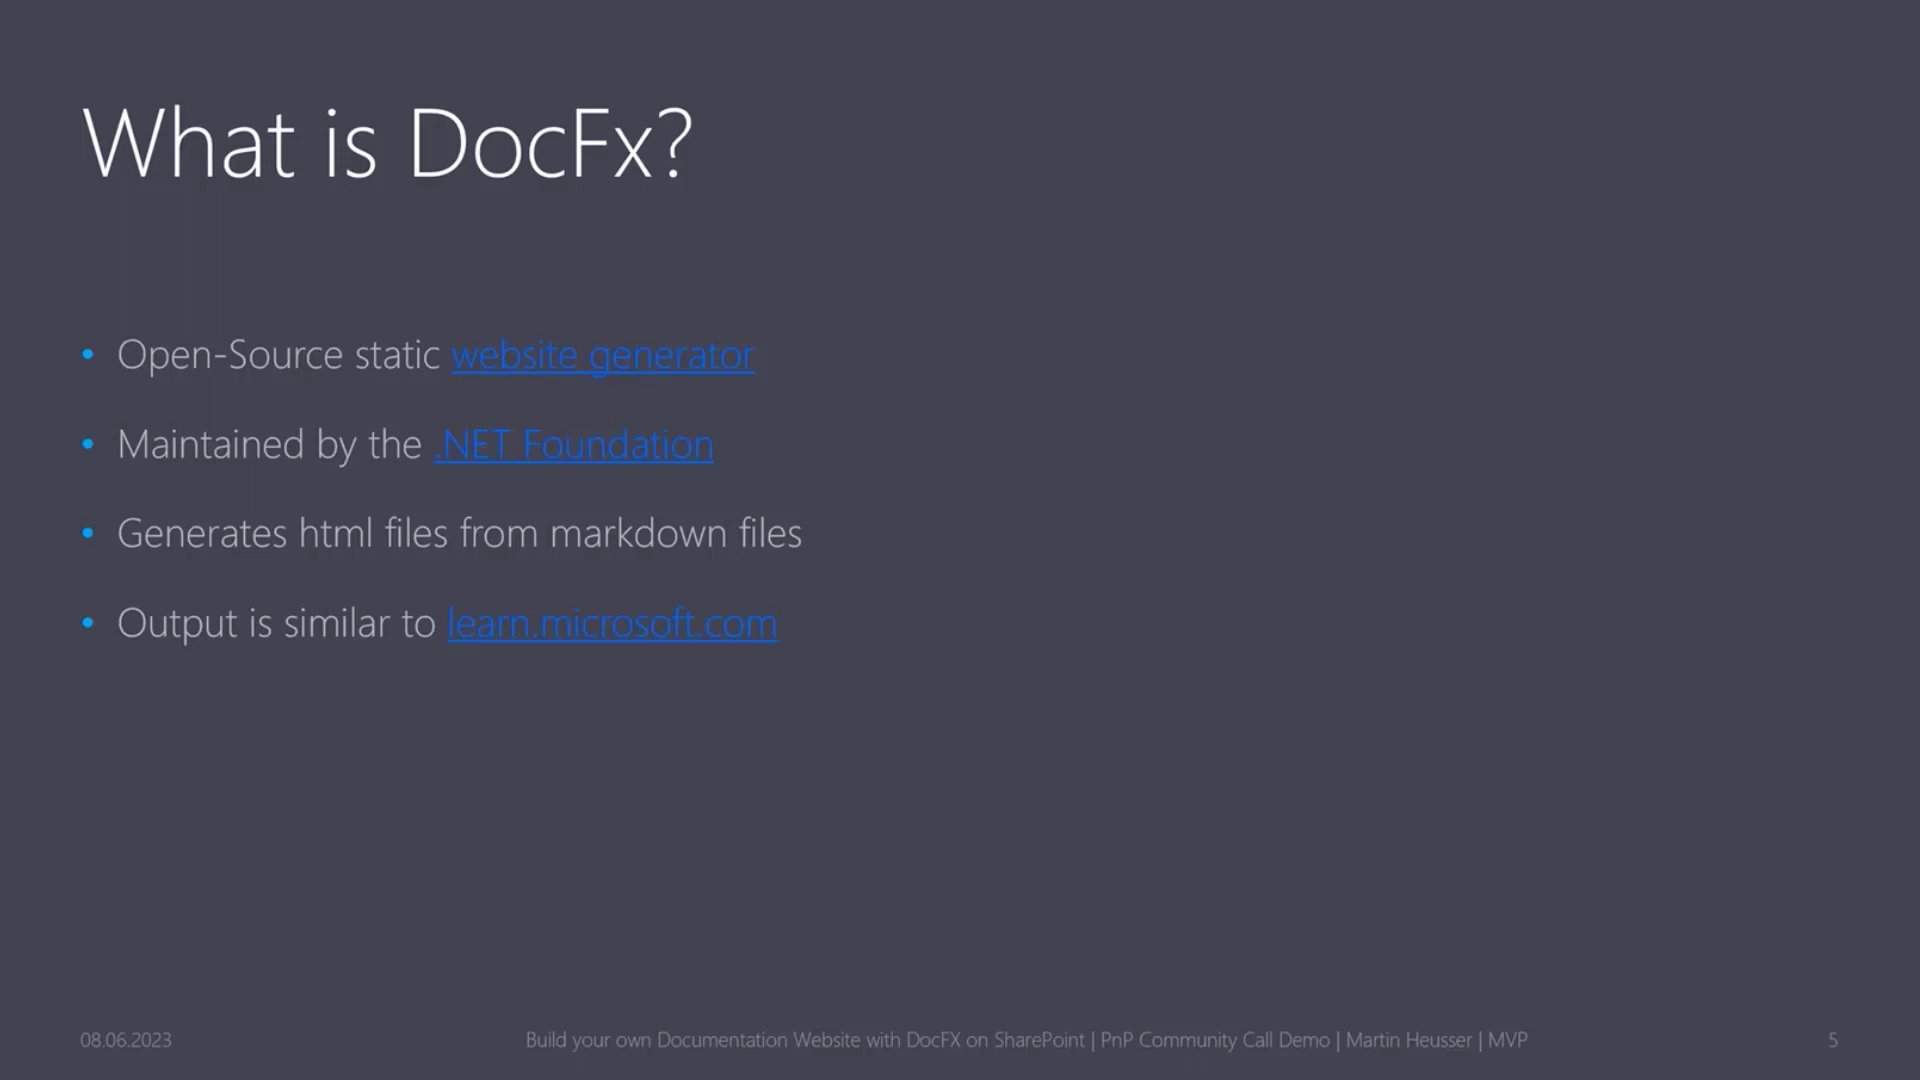 What is DocFx?
• Open-Source static website generator
• Maintained by the .NET Foundation
• Generates html files from markdown files
• Output is similar to learn.microsoft.com
08.06.2023
Build your own Documentation Website with DocFX on SharePoint | PnP Community Call Demo | Martin Heusser | MVP
5